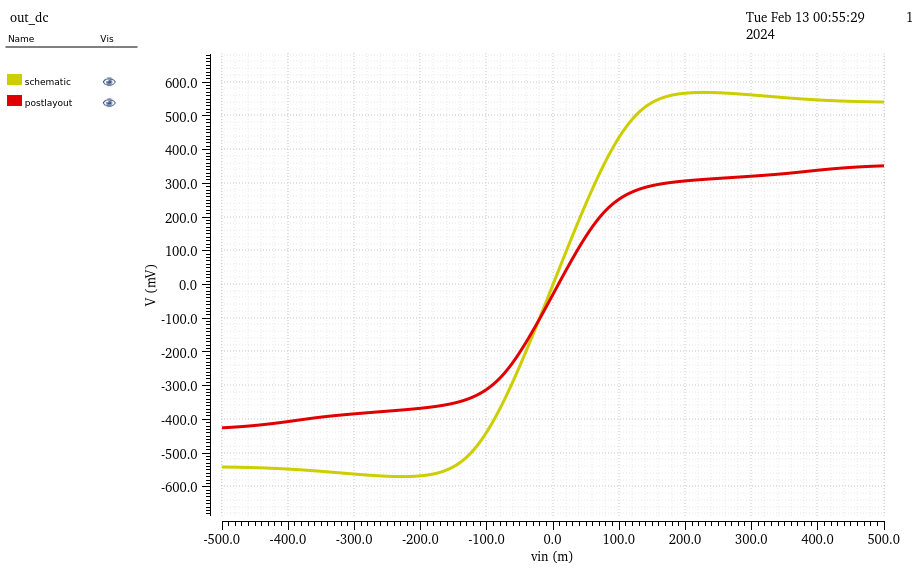 out_dc
Tue Feb 13 00:55:29
2024
1
Name Vis
schematic
postlayout
600.0
500.0
400.0
300.0
200.0
100.0
0.0
-100.0
-200.0
-300.0
-400.0
-500.0
-600.0
V (mV)
-500.0 -400.0 -300.0 -200.0 -100.0 0.0 100.0 200.0 300.0 400.0 500.0
vin (m)